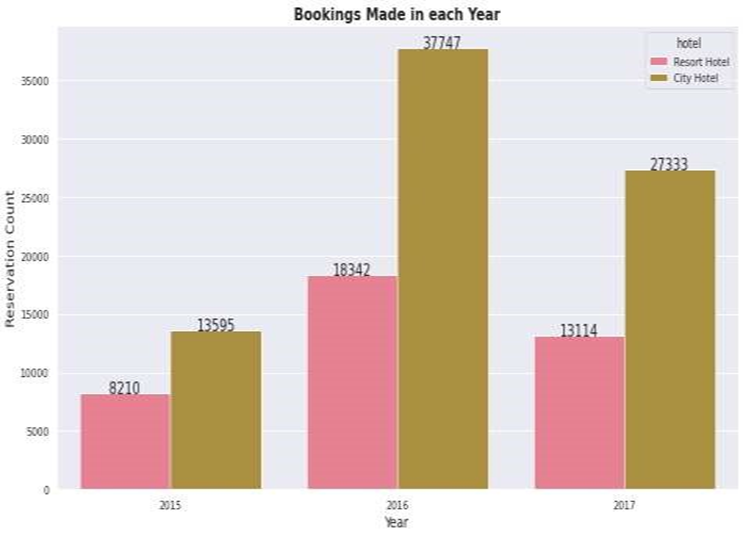 Bookings Made in each Year
hotel
Resort Hotel
City Hotel
Reservation Count
35000
30000
25000
20000
15000
10000
5000
0
8210
13595
18342
37747
13114
27333
2015
2016
2017
Year